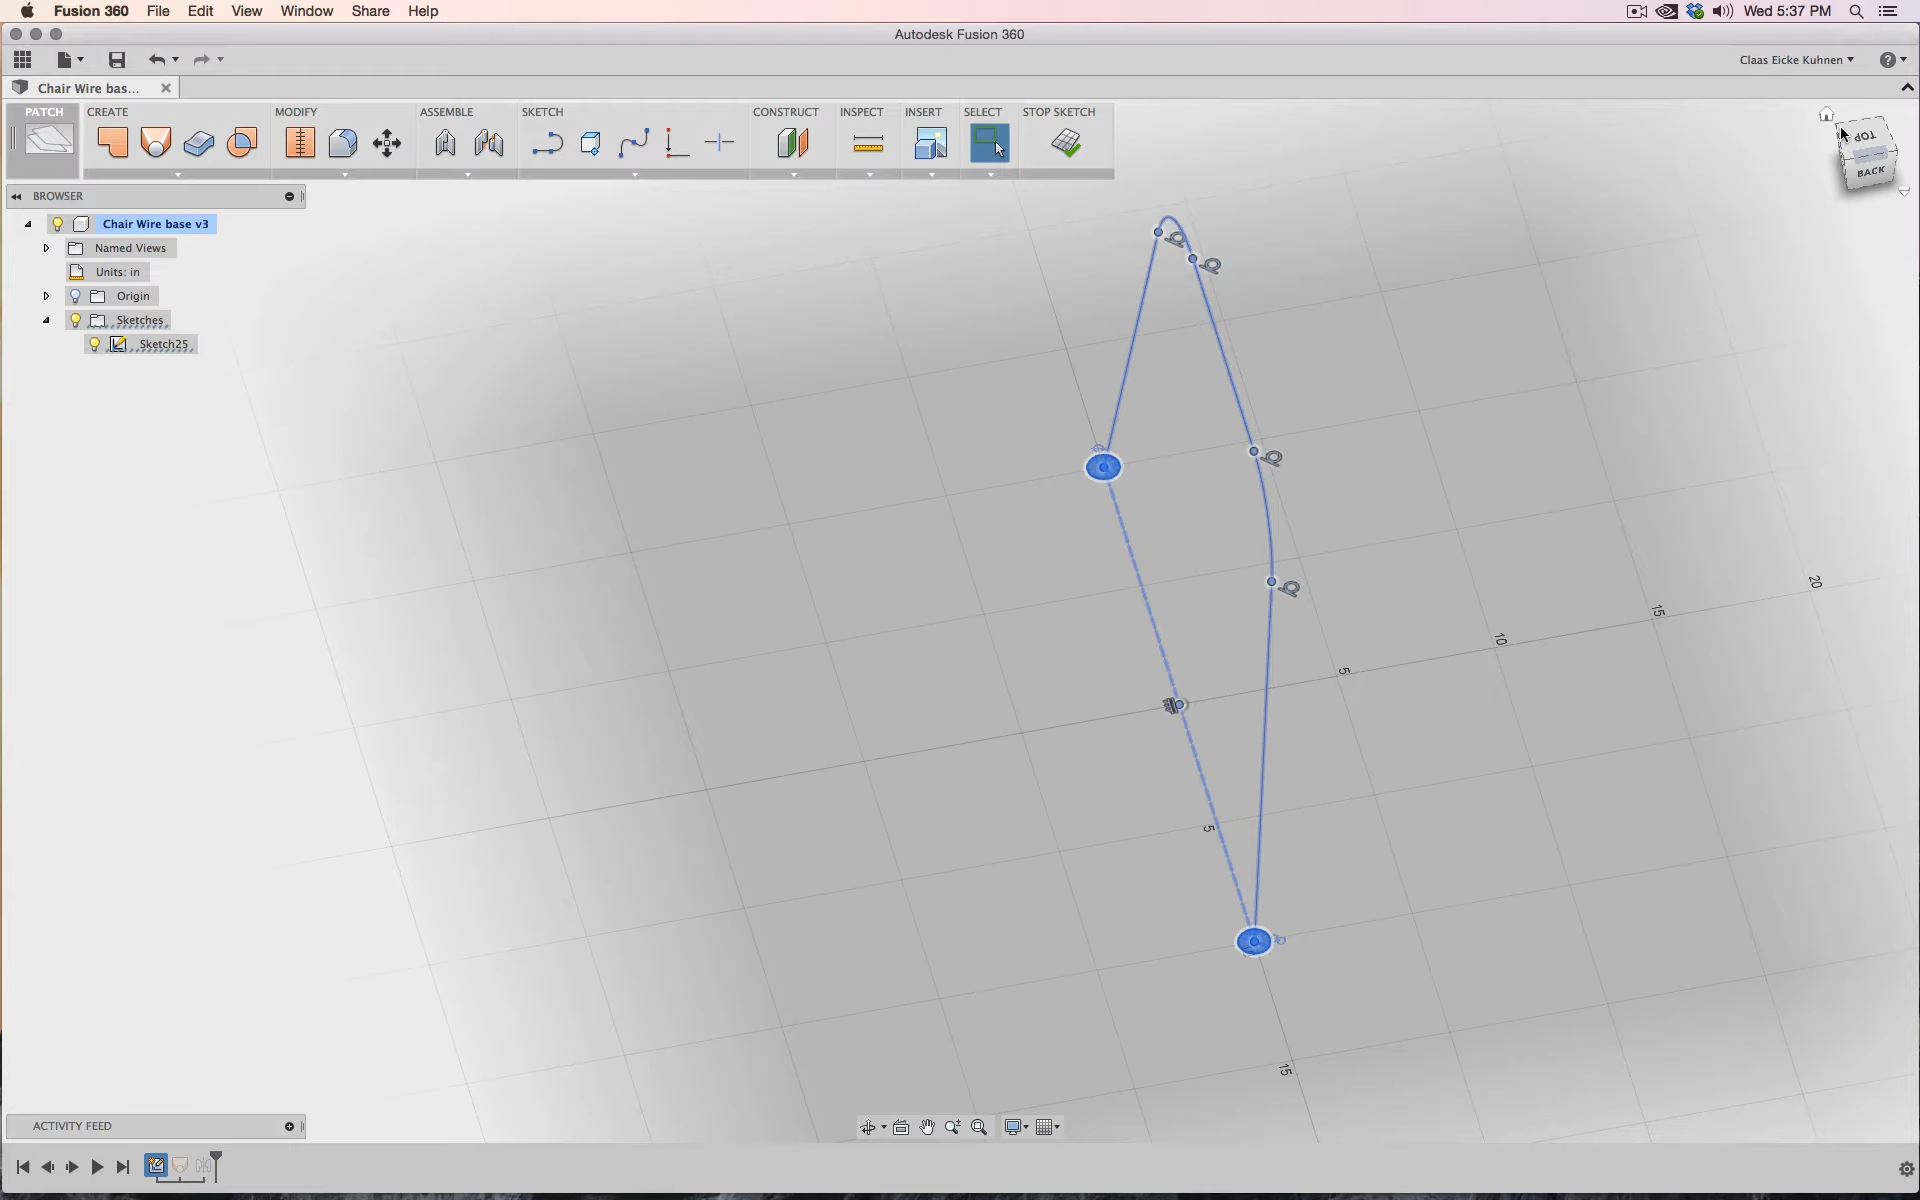 Fusion 360 File Edit View Window Share Help Wed 5:37 PM
Autodesk Fusion 360
Claas Eicke Kuhnen
Chair Wire bas...
PATCH CREATE MODIFY ASSEMBLE SKETCH CONSTRUCT INSPECT INSERT SELECT STOP SKETCH
TOP
BACK
BROWSER
Chair Wire base v3
Named Views
Units: in
Origin
Sketches
Sketch25
20
15
10
5
5
15
ACTIVITY FEED